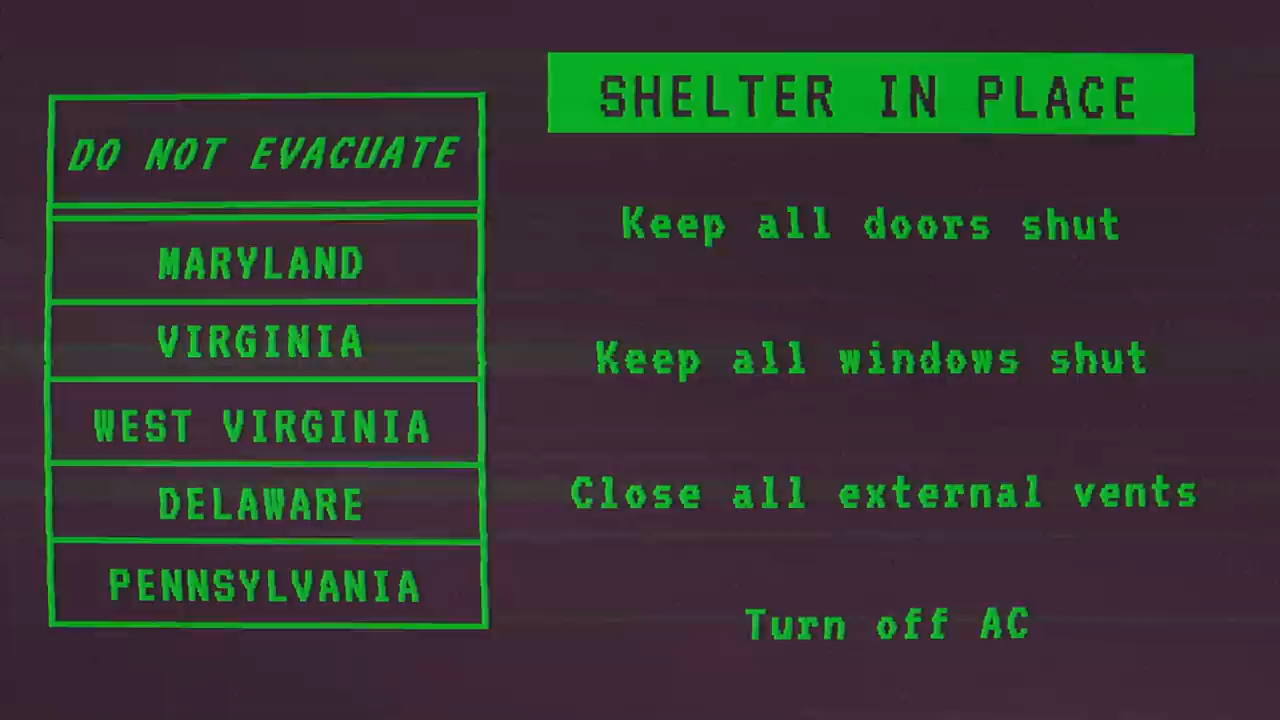 DO NOT EVACUATE
MARYLAND
VIRGINIA
WEST VIRGINIA
DELAWARE
PENNSYLVANIA
SHELTER IN PLACE
Keep all doors shut
Keep all windows shut
Close all external vents
Turn off AC